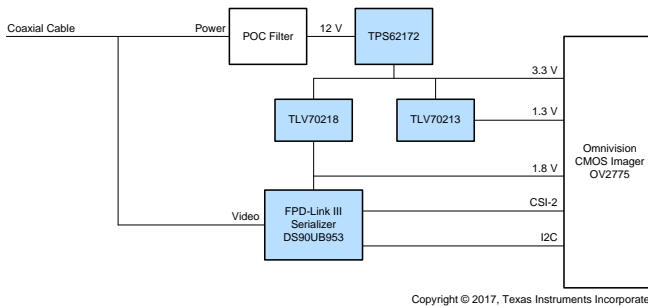 Coaxial Cable
Power
POC Filter
12 V
TPS62172
3.3 V
TLV70218
TLV70213
1.3 V
Omnivision
CMOS Imager
OV2775
1.8 V
FPD-Link III
Serializer
DS90UB953
Video
CSI-2
I2C
Copyright © 2017, Texas Instruments Incorporate